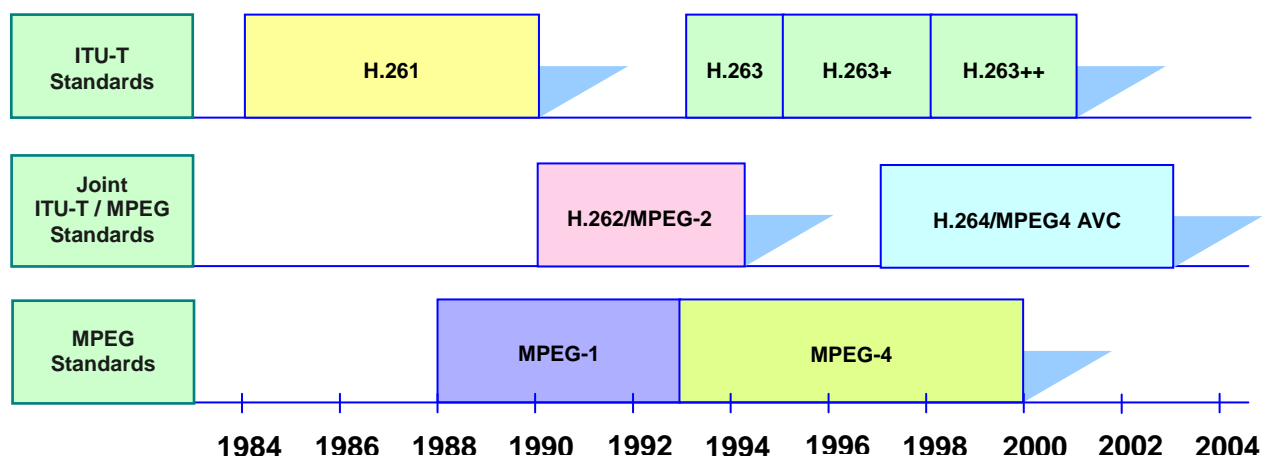 ITU-T
Standards
H.261
H.263
H.263+
H.263++
Joint
ITU-T / MPEG
Standards
H.262/MPEG-2
H.264/MPEG4 AVC
MPEG
Standards
MPEG-1
MPEG-4
1984 1986 1988 1990 1992 1994 1996 1998 2000 2002 2004